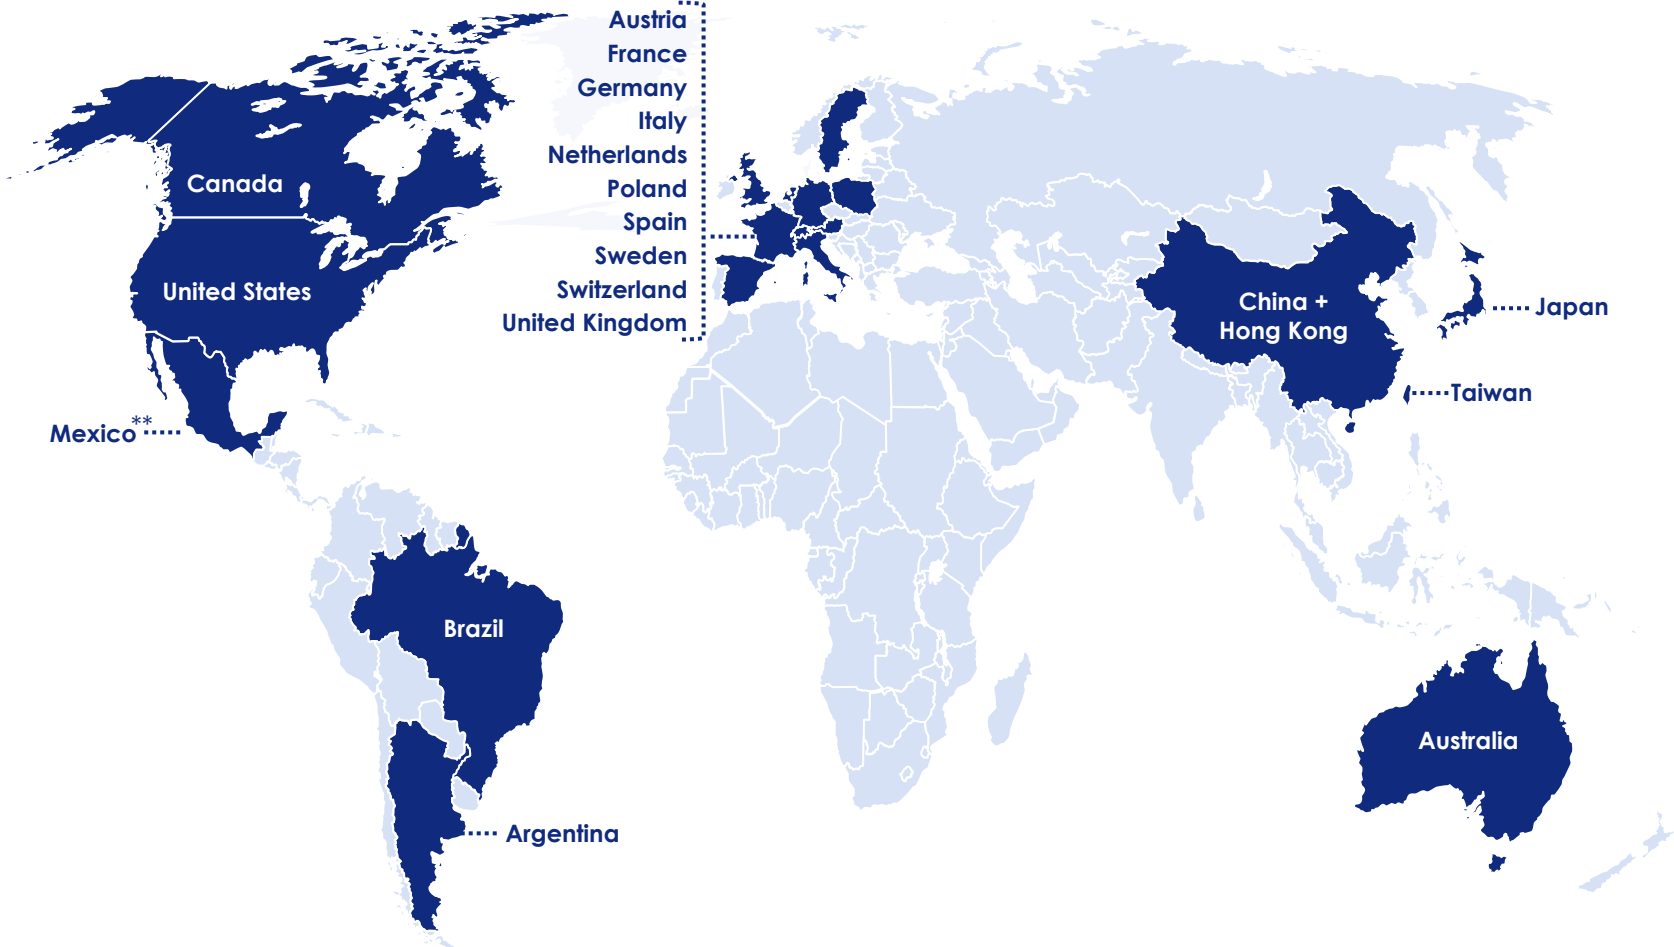 Austria
France
Germany
Italy
Netherlands
Poland
Spain
Sweden
Switzerland
United Kingdom
Canada
United States
Mexico**
Brazil
Argentina
China +
Hong Kong
Japan
Taiwan
Australia